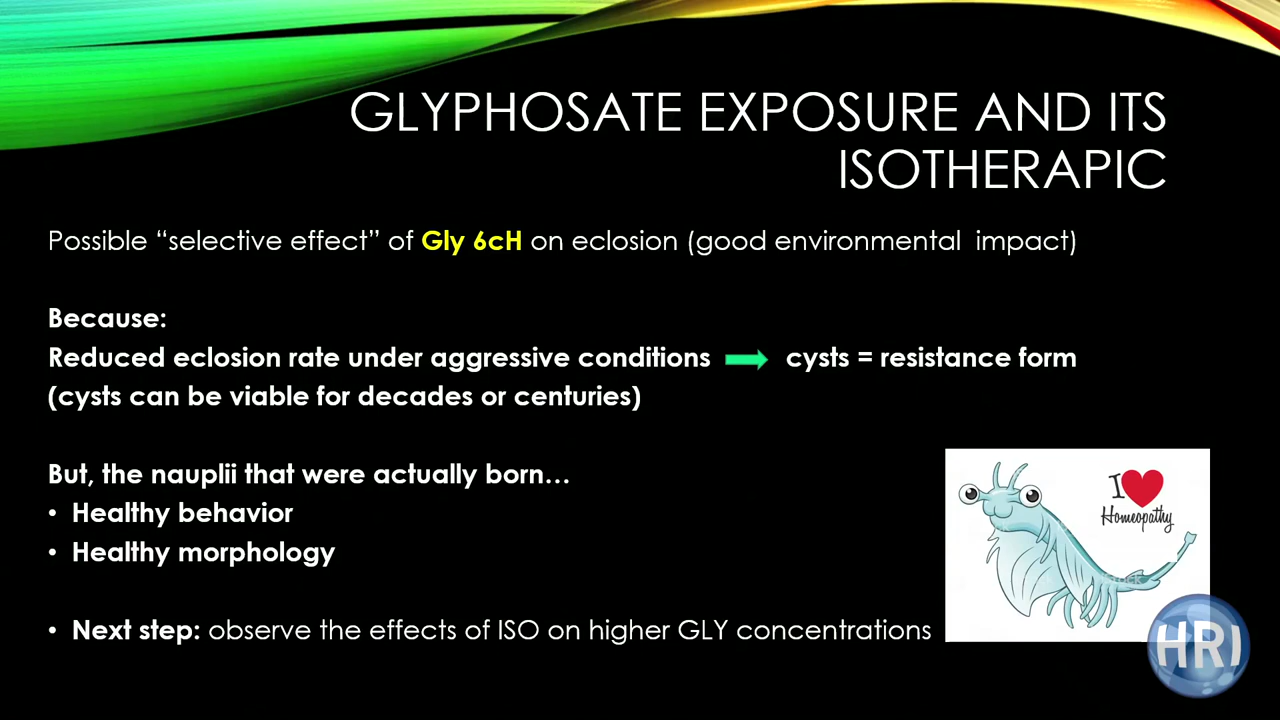 GLYPHOSATE EXPOSURE AND ITS
ISOTHERAPIC
Possible “selective effect” of Gly 6cH on eclosion (good environmental impact)
Because:
Reduced eclosion rate under aggressive conditions cysts = resistance form
(cysts can be viable for decades or centuries)
But, the nauplii that were actually born…
• Healthy behavior
• Healthy morphology
• Next step: observe the effects of ISO on higher GLY concentrations
I
Homeopathy
HRI